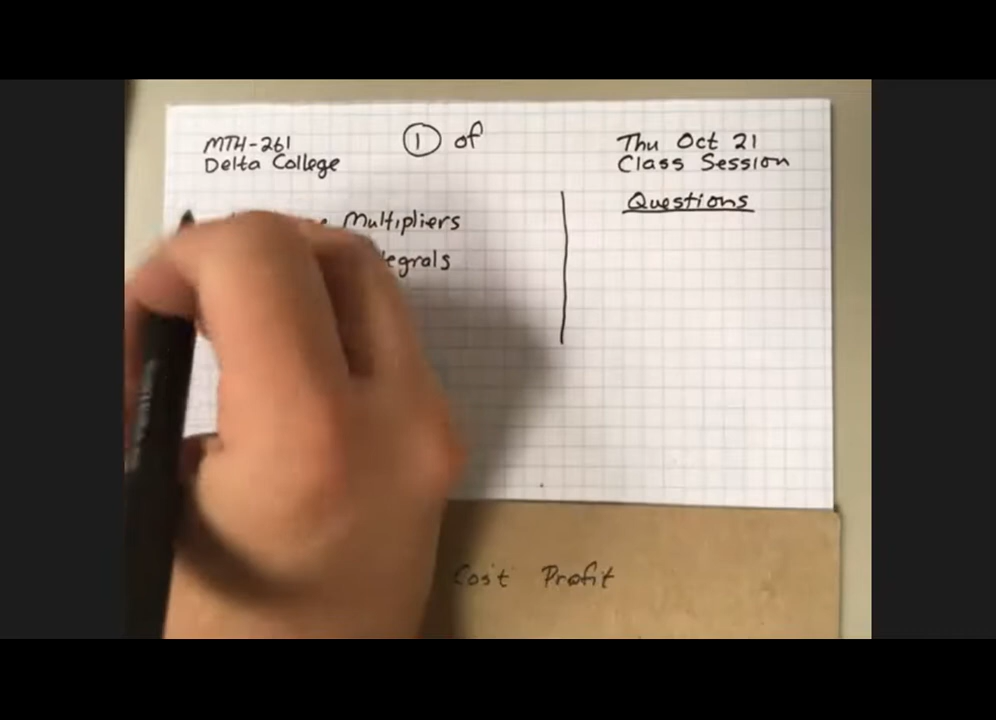 MTH-261
Delta College
① of
Thu Oct 21
Class Session
Multipliers
Questions
Cost Profit